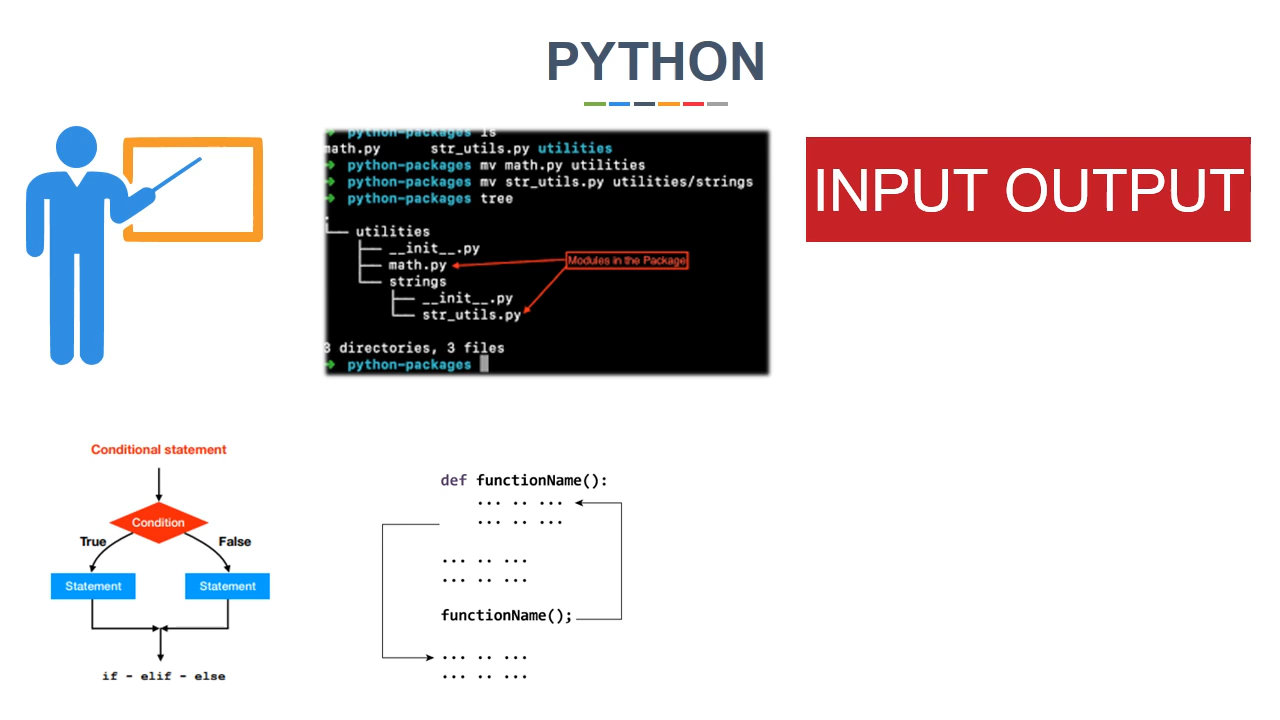 PYTHON
python-packages ls
math.py str_utils.py utilities
python-packages mv math.py utilities
python-packages mv str_utils.py utilities/strings
python-packages tree
.
└── utilities
├── __init__.py
├── math.py
└── strings
├── __init__.py
└── str_utils.py
Modules in the Package
3 directories, 3 files
python-packages
INPUT OUTPUT
Conditional statement
Condition
True
False
Statement
Statement
if - elif - else
def functionName():
... .. ...
... .. ...
... .. ...
... .. ...
functionName();
... .. ...
... .. ...